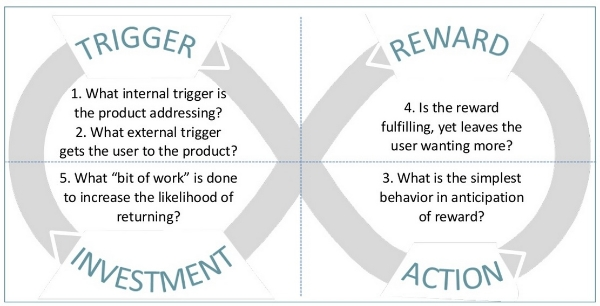 TRIGGER
1. What internal trigger is
the product addressing?
2. What external trigger
gets the user to the product?
REWARD
4. Is the reward
fulfilling, yet leaves the
user wanting more?
5. What “bit of work” is done
to increase the likelihood of
returning?
INVESTMENT
3. What is the simplest
behavior in anticipation
of reward?
ACTION